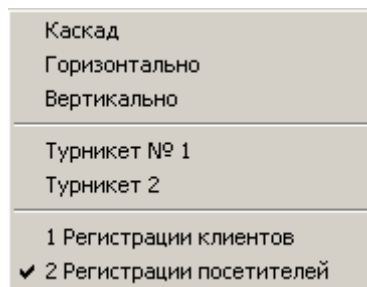 Каскад
Горизонтально
Вертикально
Турникет № 1
Турникет 2
1 Регистрации клиентов
2 Регистрации посетителей